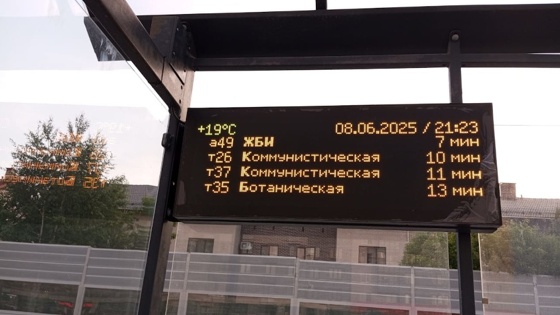 +19°C 08.06.2025 / 21:23
а49 ЖБИ 7 мин
т26 Коммунистическая 10 мин
т37 Коммунистическая 11 мин
т35 Ботаническая 13 мин